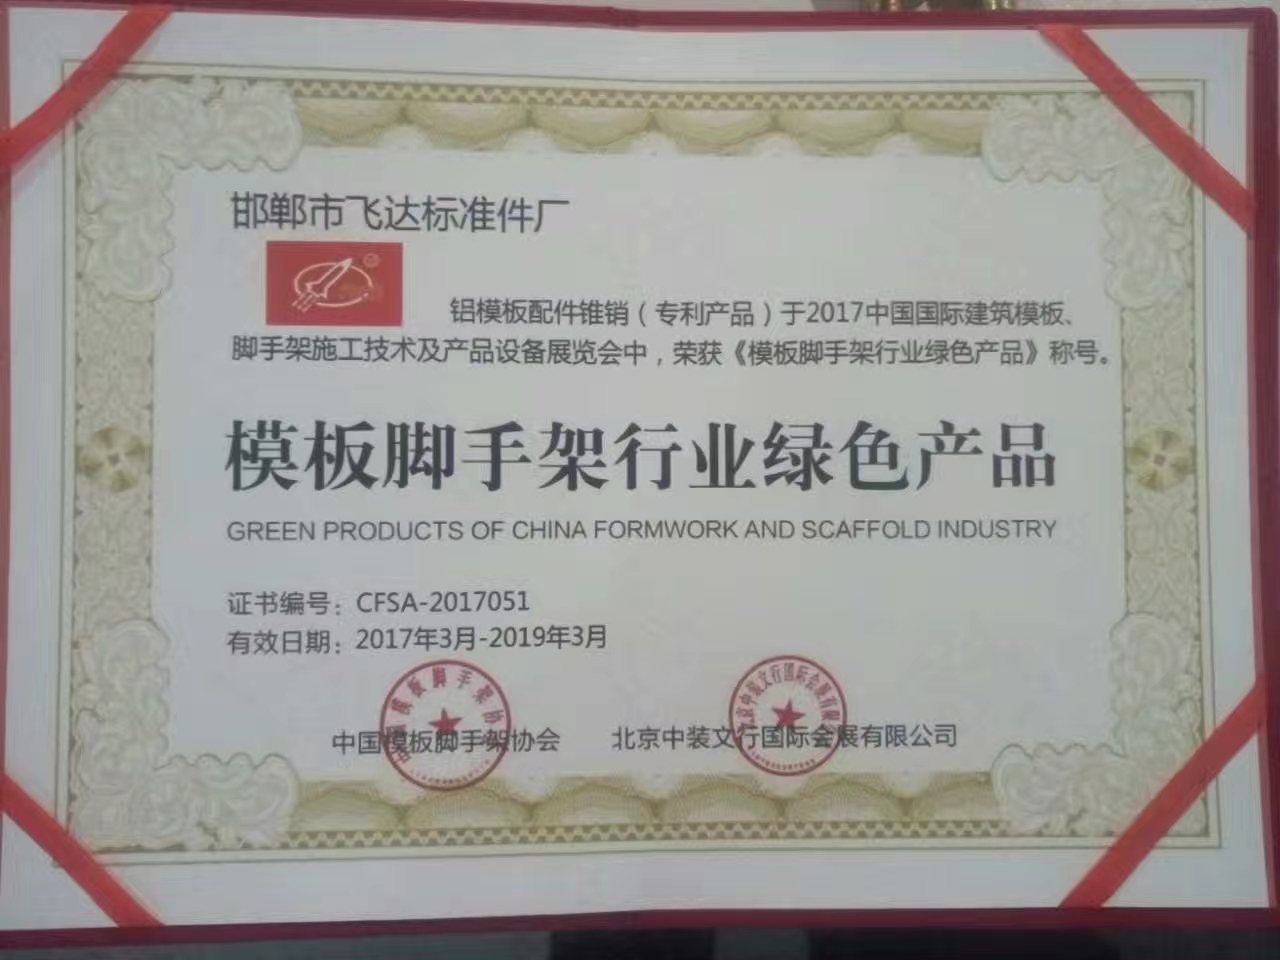 邯郸市飞达标准件厂
铝模板配件锥销（专利产品）于2017中国国际建筑模板、
脚手架施工技术及产品设备展览会中，荣获《模板脚手架行业绿色产品》称号。
模板脚手架行业绿色产品
GREEN PRODUCTS OF CHINA FORMWORK AND SCAFFOLD INDUSTRY
证书编号：CFSA-2017051
有效日期：2017年3月-2019年3月
中国模板脚手架协会 北京中装文行国际会展有限公司